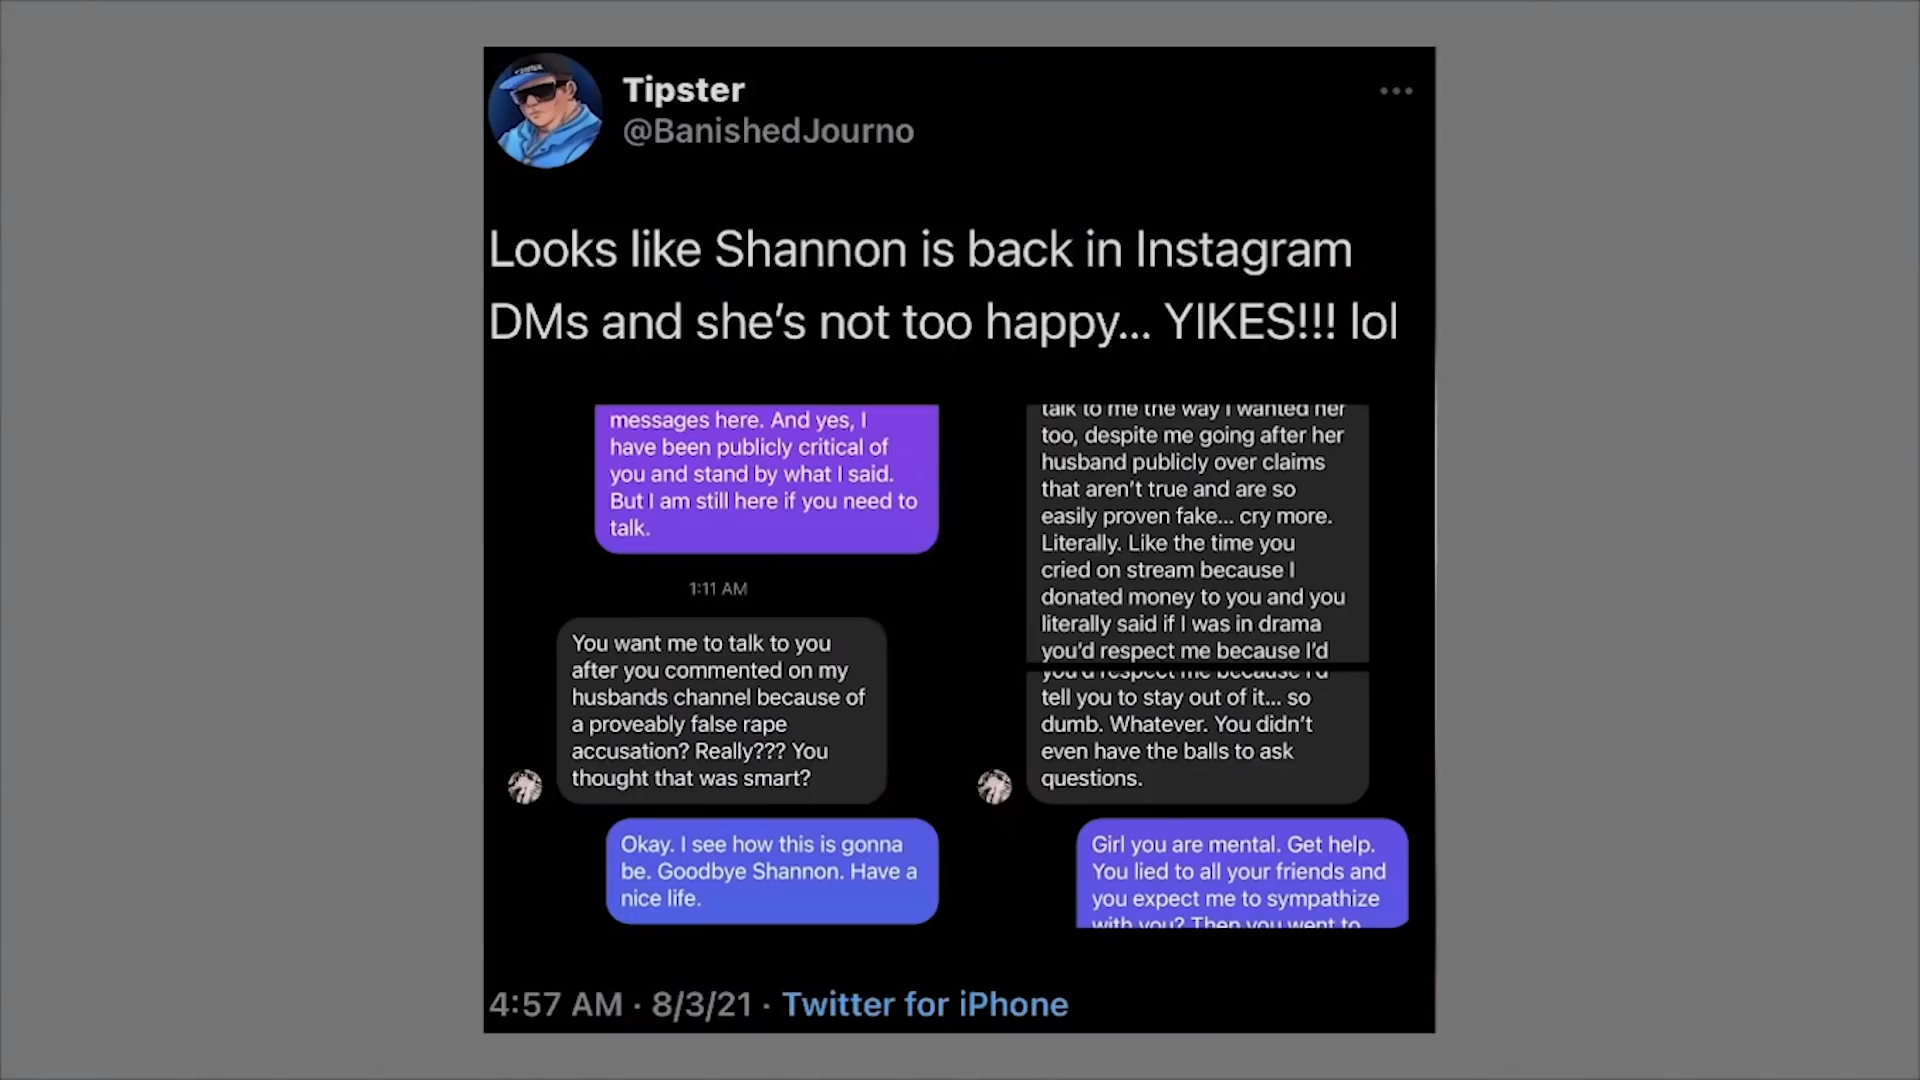 Tipster
@BanishedJourno
Looks like Shannon is back in Instagram
DMs and she's not too happy... YIKES!!! lol
messages here. And yes, I
have been publicly critical of
you and stand by what I said.
But I am still here if you need to
talk.
1:11 AM
You want me to talk to you
after you commented on my
husbands channel because of
a proveably false rape
accusation? Really??? You
thought that was smart?
Okay. I see how this is gonna
be. Goodbye Shannon. Have a
nice life.
talk to me the way I wanted her
too, despite me going after her
husband publicly over claims
that aren't true and are so
easily proven fake... cry more.
Literally. Like the time you
cried on stream because I
donated money to you and you
literally said if I was in drama
you'd respect me because I'd
you'd respect me because I'd
tell you to stay out of it... so
dumb. Whatever. You didn't
even have the balls to ask
questions.
Girl you are mental. Get help.
You lied to all your friends and
you expect me to sympathize
with you? Then you went to
4:57 AM · 8/3/21 · Twitter for iPhone